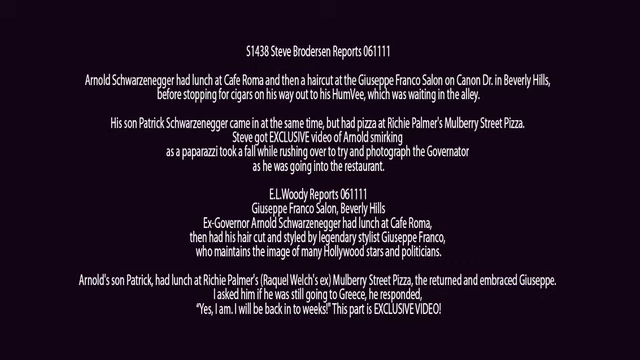 S1438 Steve Brodersen Reports 061111
Arnold Schwarzenegger had lunch at Cafe Roma and then a haircut at the Giuseppe Franco Salon on Canon Dr. in Beverly Hills,
before stopping for cigars on his way out to his HumVee, which was waiting in the alley.
His son Patrick Schwarzenegger came in at the same time, but had pizza at Richie Palmer's Mulberry Street Pizza.
Steve got EXCLUSIVE video of Arnold smirking
as a paparazzi took a fall while rushing over to try and photograph the Governator
as he was going into the restaurant.
E.L.Woody Reports 061111
Giuseppe Franco Salon, Beverly Hills
Ex-Governor Arnold Schwarzenegger had lunch at Cafe Roma,
then had his hair cut and styled by legendary stylist Giuseppe Franco,
who maintains the image of many Hollywood stars and politicians.
Arnold's son Patrick, had lunch at Richie Palmer's (Raquel Welch's ex) Mulberry Street Pizza, the returned and embraced Giuseppe.
I asked him if he was still going to Greece, he responded,
“Yes, I am. I will be back in to weeks!" This part is EXCLUSIVE VIDEO!